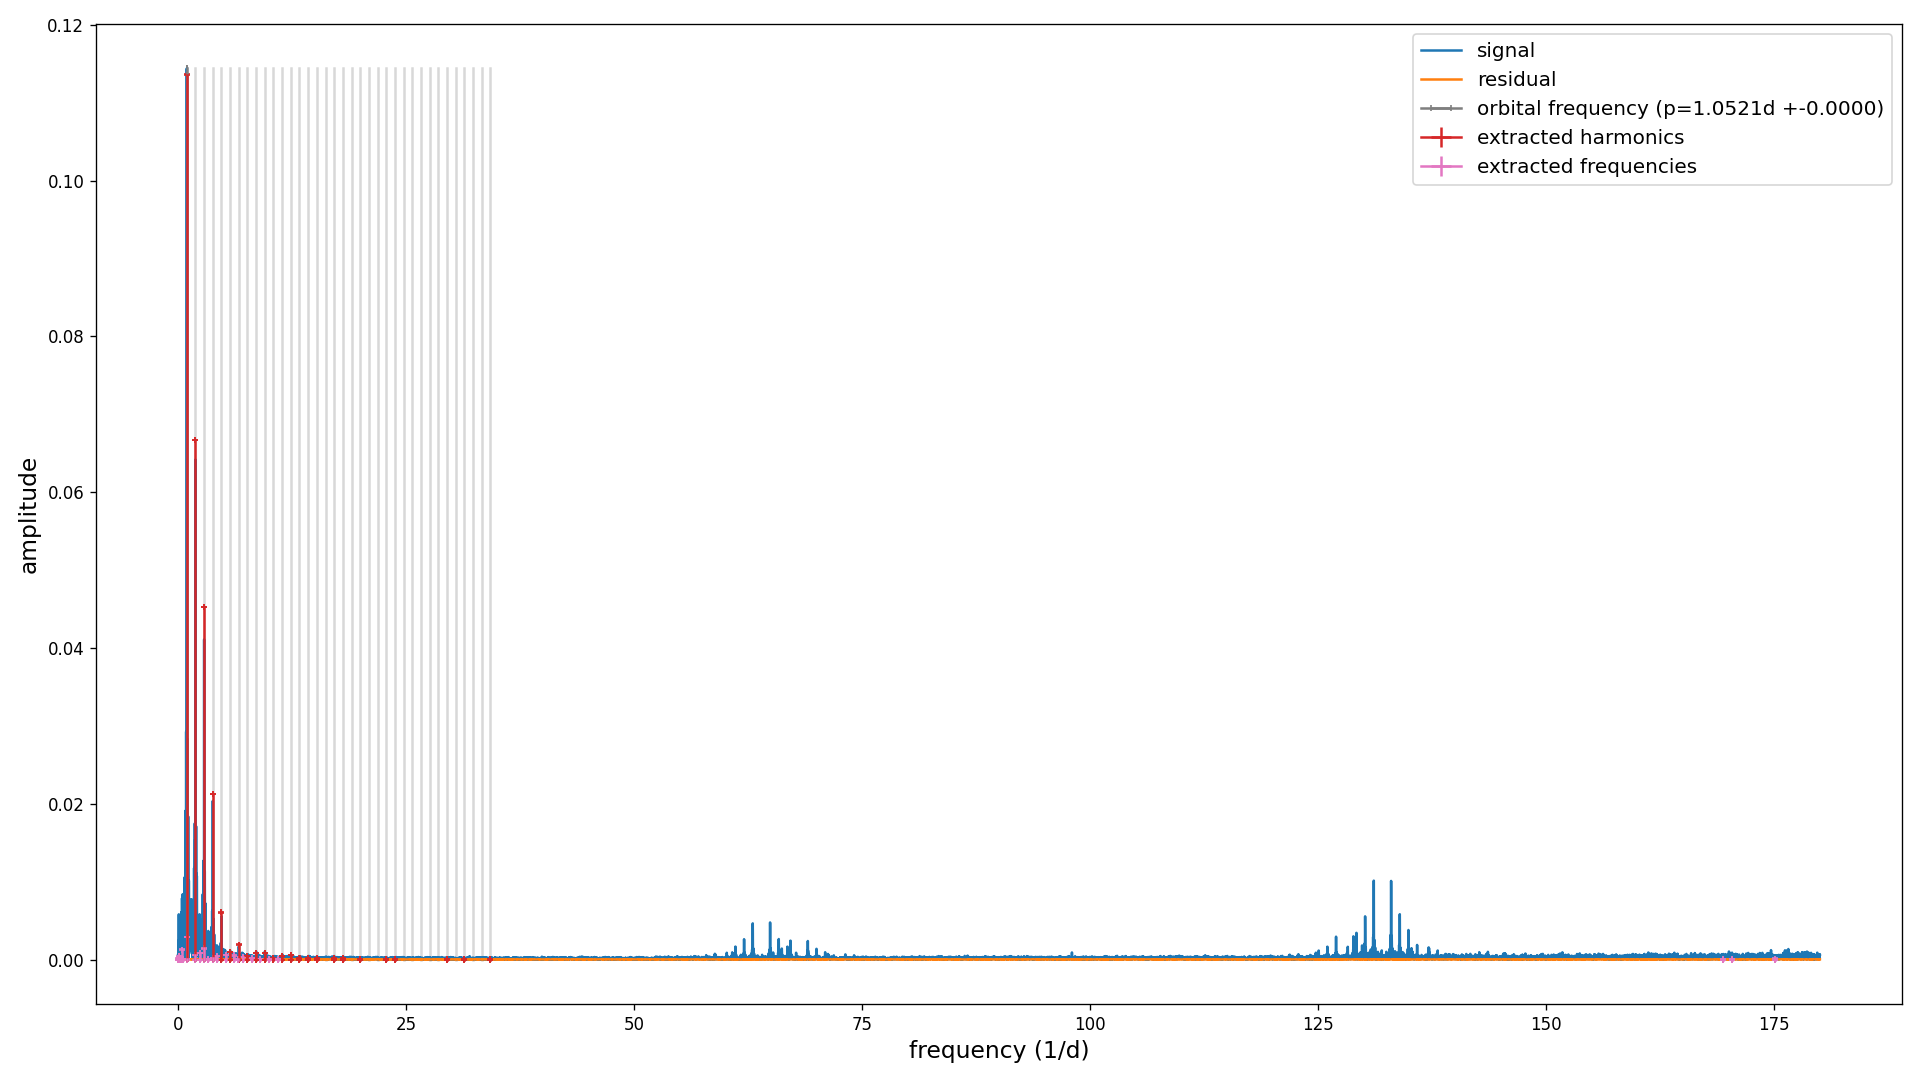 0.12
0.10
0.08
0.06
0.04
0.02
0.00
amplitude
signal
residual
orbital frequency (p=1.0521d +-0.0000)
extracted harmonics
extracted frequencies
0 25 50 75 100 125 150 175
frequency (1/d)